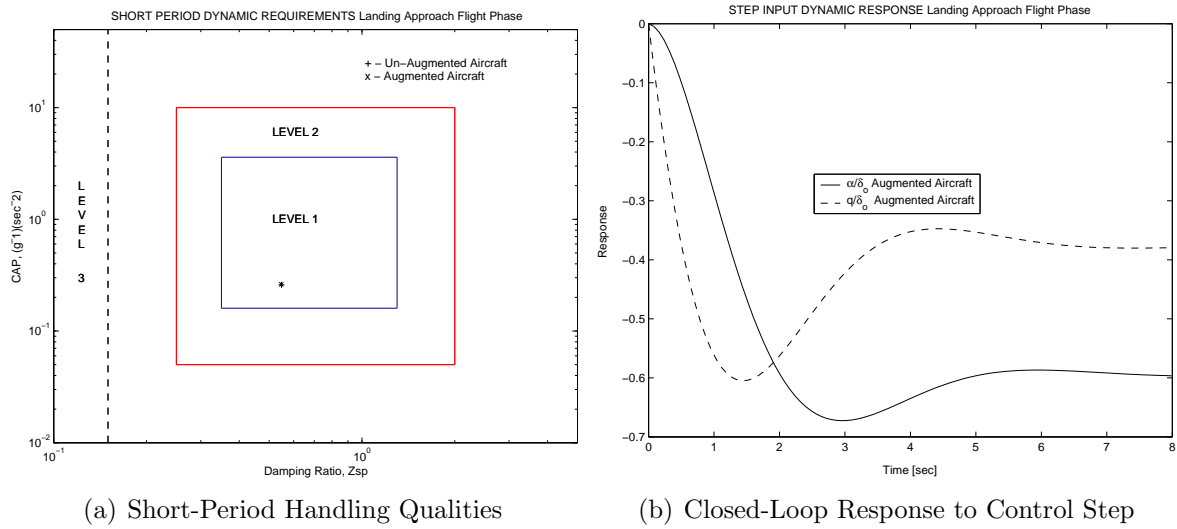 SHORT PERIOD DYNAMIC REQUIREMENTS Landing Approach Flight Phase
+ − Un−Augmented Aircraft
x − Augmented Aircraft
LEVEL 2
LEVEL 1
L
E
V
E
L
3
CAP, (g⁻1)(sec⁻2)
10¹
10⁰
10⁻¹
10⁻²
10⁻¹
10⁰
Damping Ratio, Zsp
(a) Short-Period Handling Qualities
STEP INPUT DYNAMIC RESPONSE Landing Approach Flight Phase
α/δₒ Augmented Aircraft
q/δₒ Augmented Aircraft
Response
0
−0.1
−0.2
−0.3
−0.4
−0.5
−0.6
−0.7
0 1 2 3 4 5 6 7 8
Time [sec]
(b) Closed-Loop Response to Control Step